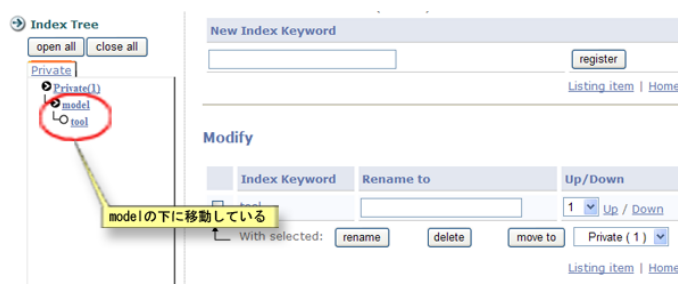 Index Tree
open all close all
Private
Private(1)
model
tool
modelの下に移動している
New Index Keyword
register
Listing item | Home
Modify
Index Keyword Rename to Up/Down
tool 1 Up / Down
With selected: rename delete move to Private ( 1 )
Listing item | Home